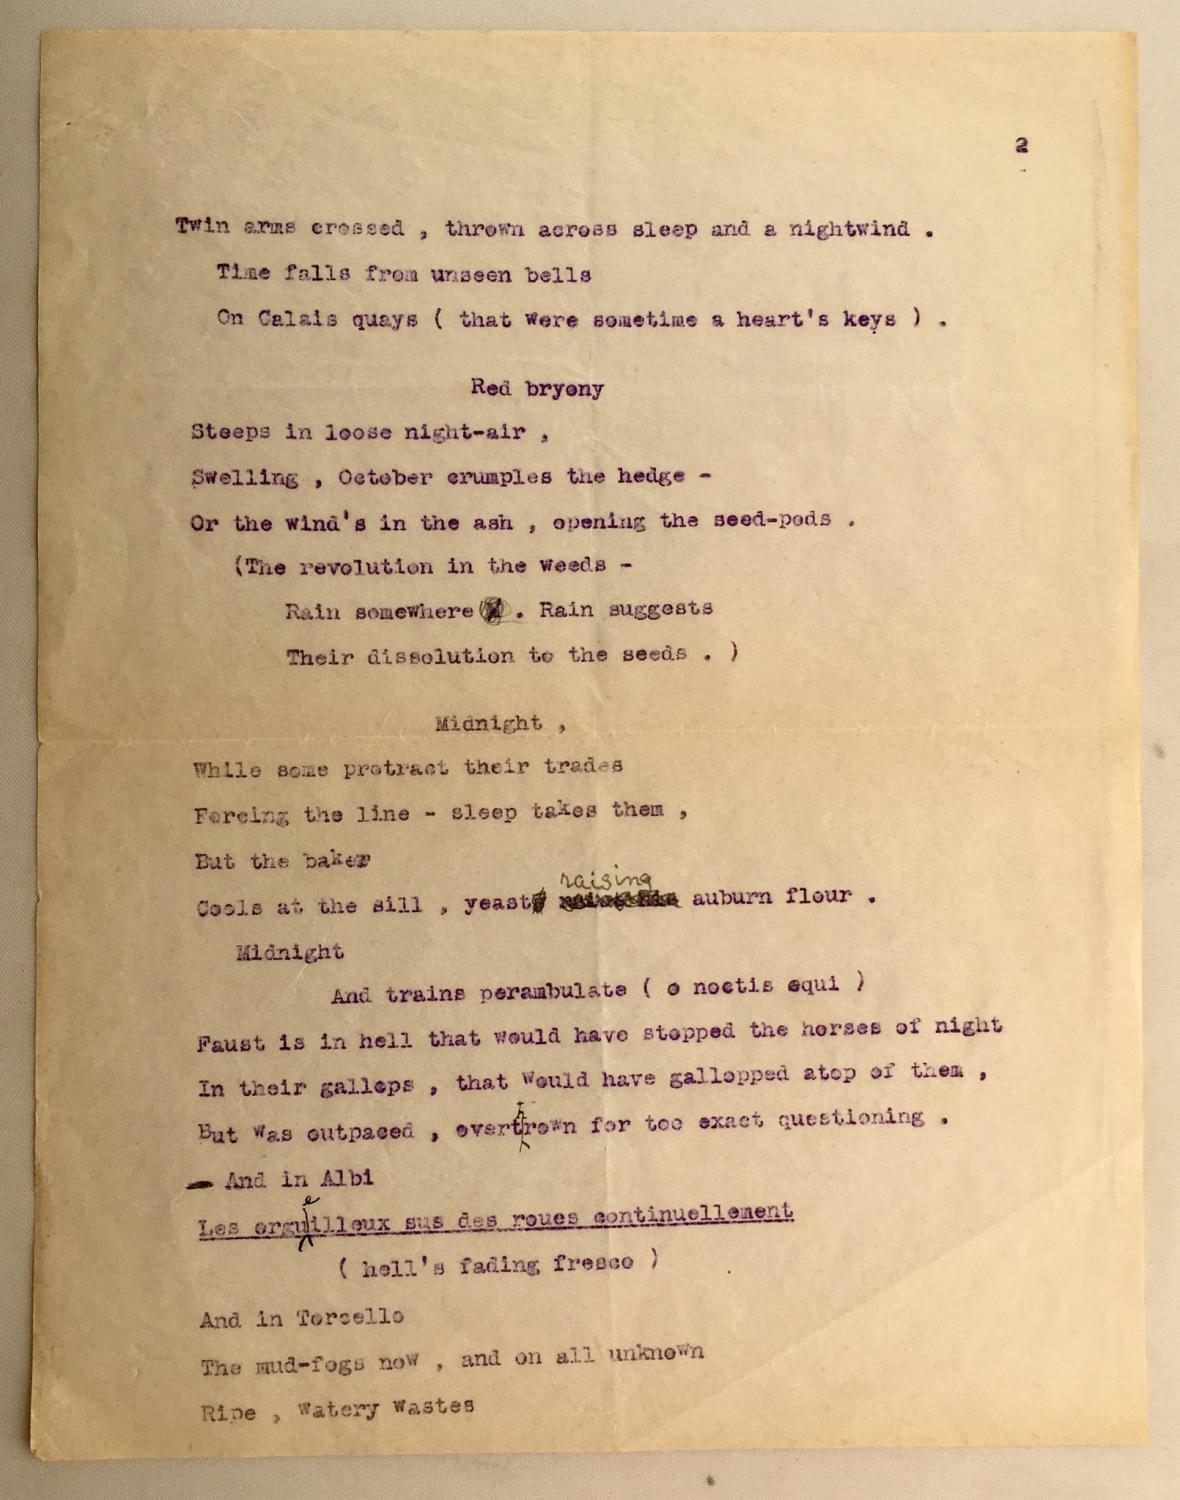 2
Twin arms crossed , thrown across sleep and a nightwind .
Time falls from unseen bells
On Calais quays ( that were sometime a heart's keys ) .
Red bryony
Steeps in loose night-air ,
Swelling , October crumples the hedge -
Or the wind's in the ash , opening the seed-pods .
(The revolution in the weeds -
Rain somewhere . Rain suggests
Their dissolution to the seeds . )
Midnight ,
While some protract their trades
Forcing the line - sleep takes them ,
But the baker
raising
Cools at the sill , yeast auburn flour .
Midnight
And trains perambulate ( o noctis equi )
Faust is in hell that would have stopped the horses of night
In their gallops , that would have gallopped atop of them ,
But was outpaced , overthrown for too exact questioning .
- And in Albi
Les orgueilleux sus des roues continuellement
( hell's fading fresco )
And in Torcello
The mud-fogs now , and on all unknown
Ripe , Watery Wastes